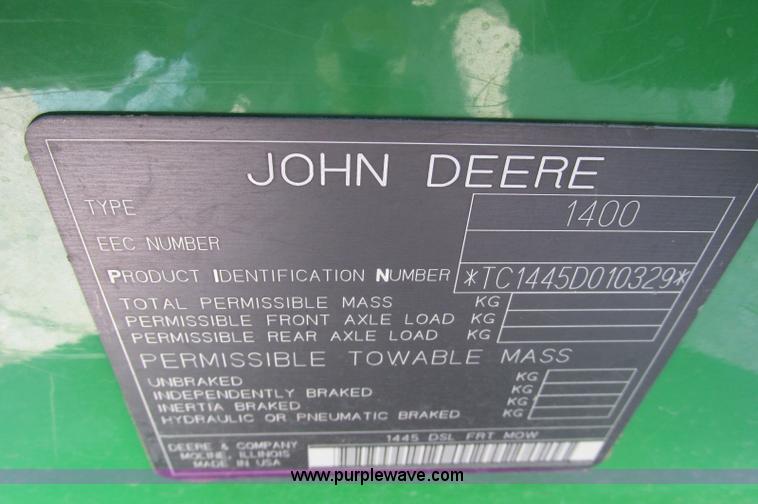 JOHN DEERE
TYPE 1400
EEC NUMBER
PRODUCT IDENTIFICATION NUMBER *TC1445D010329*
TOTAL PERMISSIBLE MASS KG
PERMISSIBLE FRONT AXLE LOAD KG
PERMISSIBLE REAR AXLE LOAD KG
PERMISSIBLE TOWABLE MASS
UNBRAKED KG
INDEPENDENTLY BRAKED KG
INERTIA BRAKED KG
HYDRAULIC OR PNEUMATIC BRAKED KG
1445 DSL FRT MOW
DEERE & COMPANY
MOLINE, ILLINOIS
MADE IN USA
www.purplewave.com